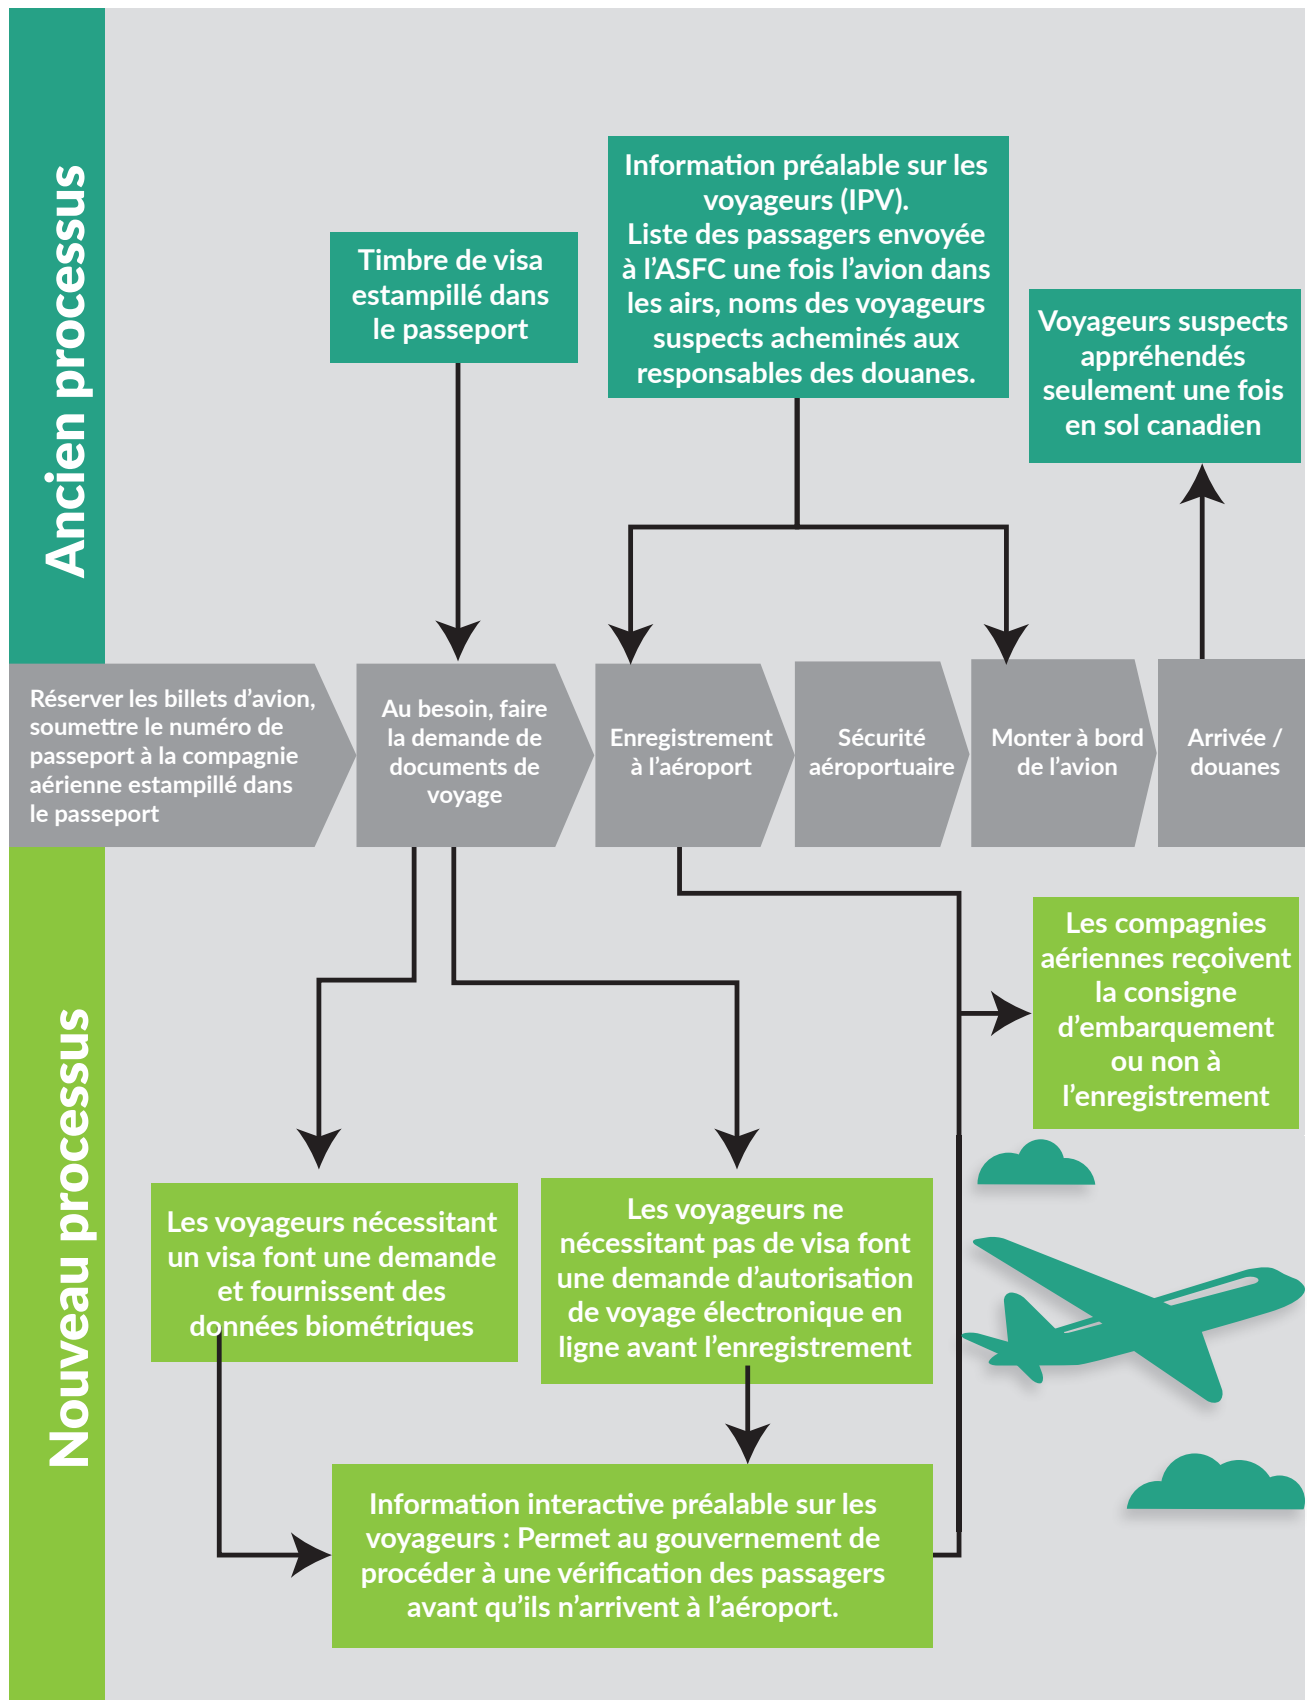 Ancien processus
Timbre de visa
estampillé dans
le passeport
Information préalable sur les
voyageurs (IPV).
Liste des passagers envoyée
à l’ASFC une fois l’avion dans
les airs, noms des voyageurs
suspects acheminés aux
responsables des douanes.
Voyageurs suspects
appréhendés
seulement une fois
en sol canadien
Réserver les billets d’avion,
soumettre le numéro de
passeport à la compagnie
aérienne estampillé dans
le passeport
Au besoin, faire
la demande de
documents de
voyage
Enregistrement
à l’aéroport
Sécurité
aéroportuaire
Monter à bord
de l’avion
Arrivée /
douanes
Nouveau processus
Les compagnies
aériennes reçoivent
la consigne
d’embarquement
ou non à
l’enregistrement
Les voyageurs nécessitant
un visa font une demande
et fournissent des
données biométriques
Les voyageurs ne
nécessitant pas de visa font
une demande d’autorisation
de voyage électronique en
ligne avant l’enregistrement
Information interactive préalable sur les
voyageurs : Permet au gouvernement de
procéder à une vérification des passagers
avant qu’ils n’arrivent à l’aéroport.